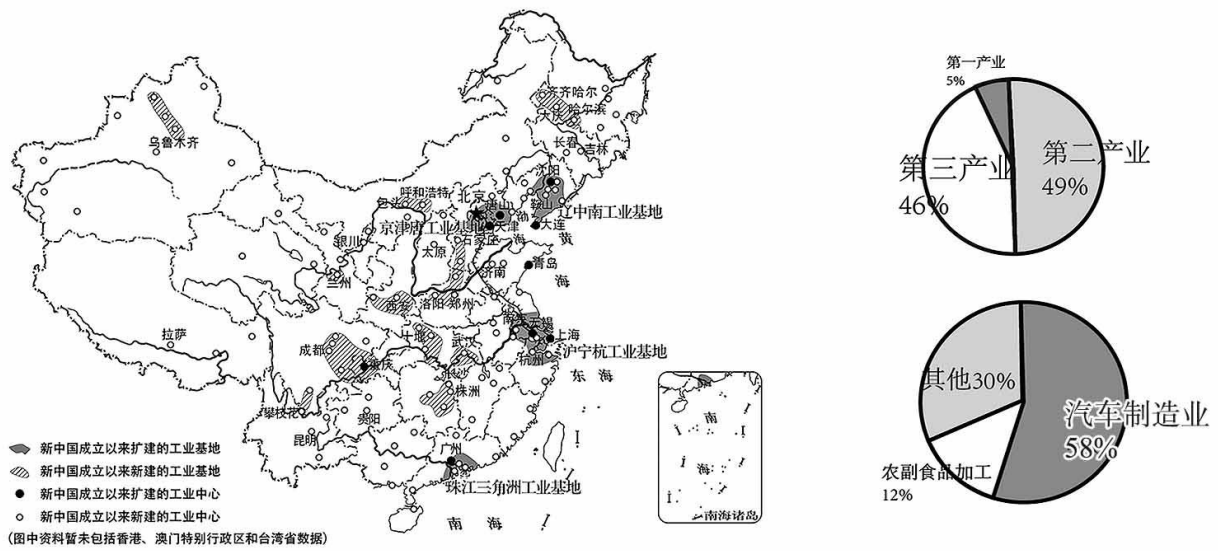 齐齐哈尔
大庆
哈尔滨
长春
吉林
乌鲁木齐
沈阳
呼和浩特
北京
唐山
鞍山
包头
渤
辽中南工业基地
京津唐工业基地
天津
大连
黄
银川
石家庄
海
太原
济南
青岛
海
兰州
西安
洛阳
郑州
南京
无锡
上海
拉萨
十堰
武汉
成都
重庆
杭州
沪宁杭工业基地
长沙
东海
株洲
攀枝花
贵阳
昆明
广州
珠江三角洲工业基地
南海
南
海
南海诸岛
新中国成立以来扩建的工业基地
新中国成立以来新建的工业基地
新中国成立以来扩建的工业中心
新中国成立以来新建的工业中心
(图中资料暂未包括香港、澳门特别行政区和台湾省数据)
第一产业
5%
第二产业
49%
第三产业
46%
其他30%
汽车制造业
58%
农副食品加工
12%